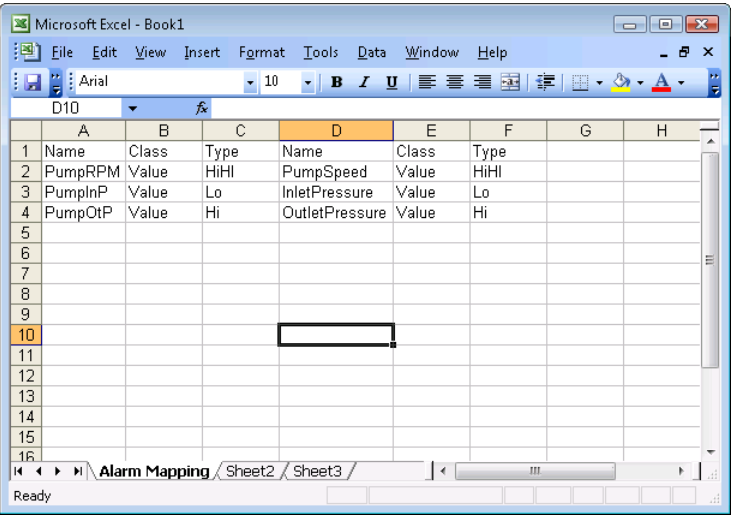 Microsoft Excel - Book1
File Edit View Insert Format Tools Data Window Help
Arial 10 B I U A
D10 fx
A B C D E F G H
1 Name Class Type Name Class Type
2 PumpRPM Value HiHI PumpSpeed Value HiHI
3 PumpInP Value Lo InletPressure Value Lo
4 PumpOtP Value Hi OutletPressure Value Hi
5
6
7
8
9
10
11
12
13
14
15
16
Alarm Mapping Sheet2 Sheet3
Ready